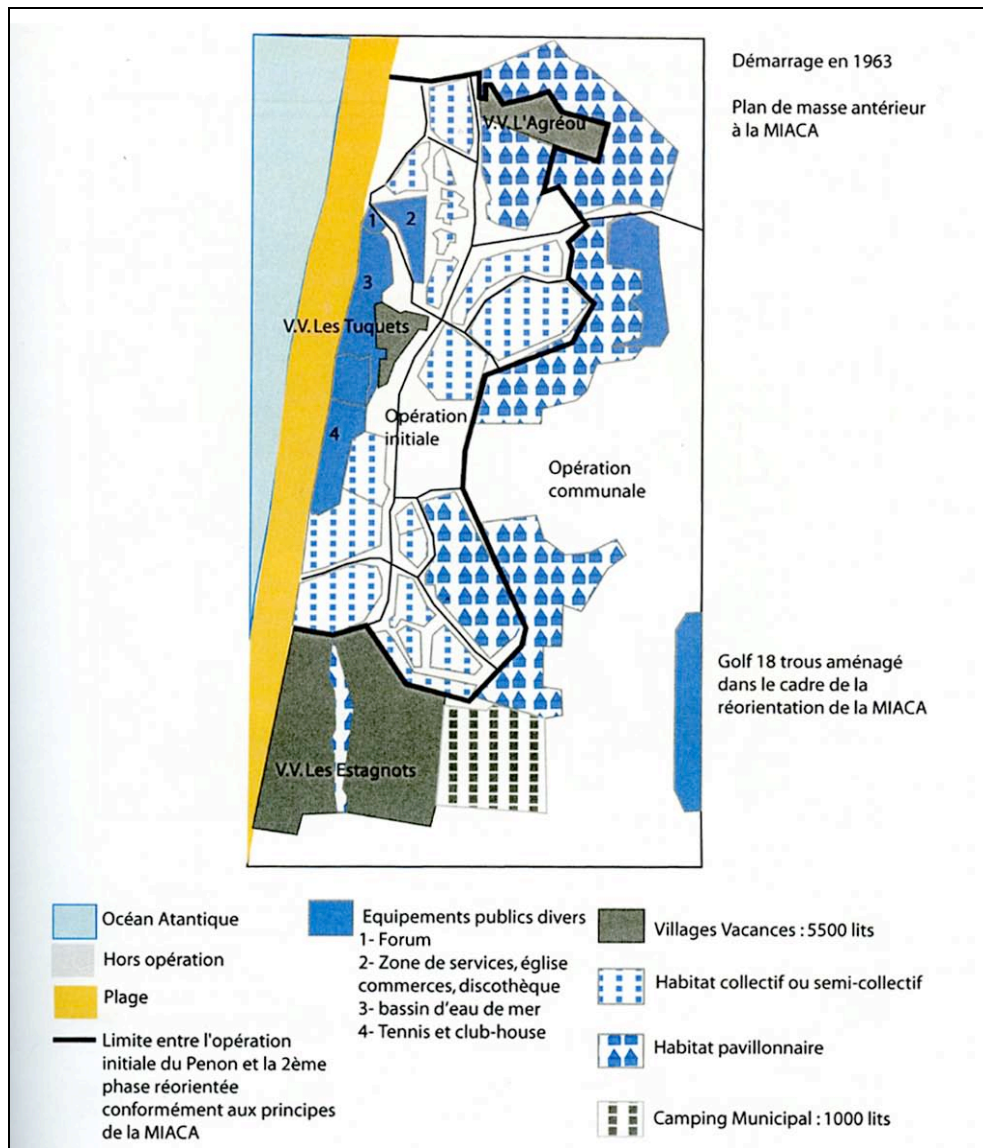 Démarrage en 1963
Plan de masse antérieur
à la MIACA
V.V. L'Agréou
1
2
3
V.V. Les Tuquets
4
Opération
initiale
Opération
communale
Golf 18 trous aménagé
dans le cadre de la
réorientation de la MIACA
V.V. Les Estagnots
Océan Atantique
Hors opération
Plage
Limite entre l'opération
initiale du Penon et la 2ème
phase réorientée
conformément aux principes
de la MIACA
Equipements publics divers
1- Forum
2- Zone de services, église
commerces, discothèque
3- bassin d'eau de mer
4- Tennis et club-house
Villages Vacances : 5500 lits
Habitat collectif ou semi-collectif
Habitat pavillonnaire
Camping Municipal : 1000 lits